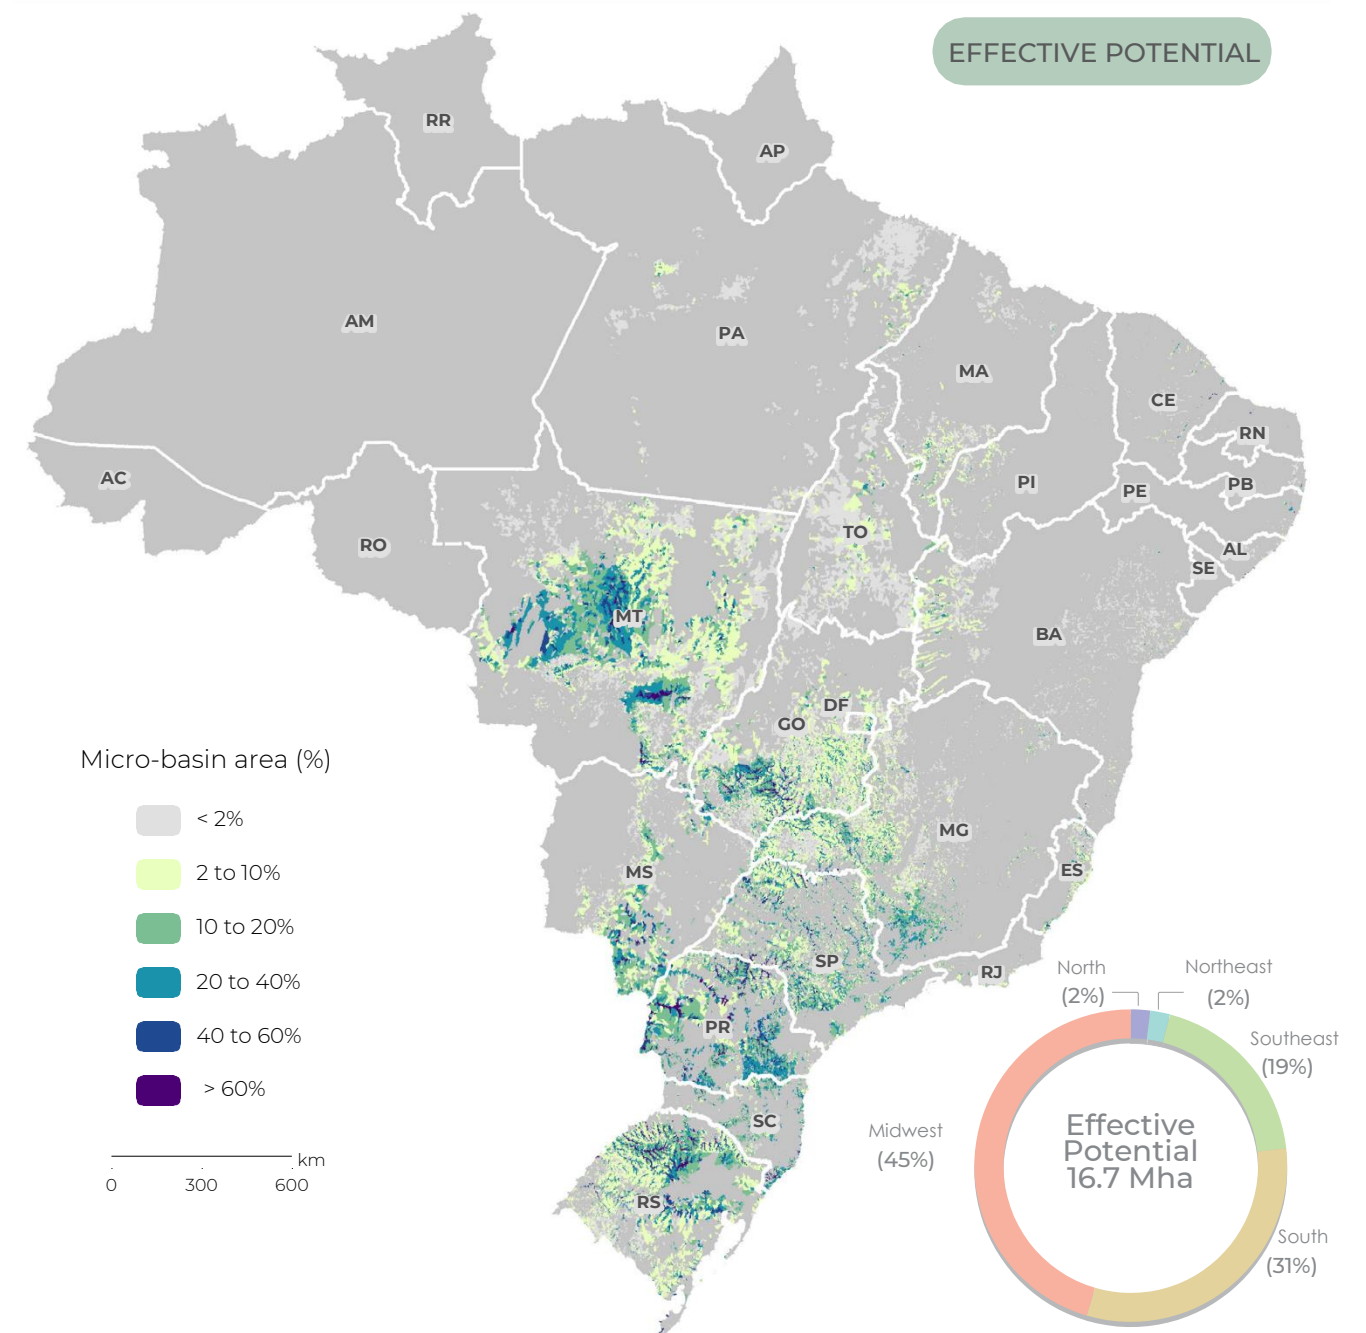 EFFECTIVE POTENTIAL
RR
AP
AM
PA
MA
CE
RN
AC
PI
PE
PB
TO
RO
AL
SE
MT
BA
DF
GO
Micro-basin area (%)
< 2%
2 to 10%
10 to 20%
20 to 40%
40 to 60%
> 60%
km
0 300 600
MG
MS
ES
SP
RJ
PR
SC
RS
North
(2%)
Northeast
(2%)
Southeast
(19%)
Midwest
(45%)
Effective
Potential
16.7 Mha
South
(31%)